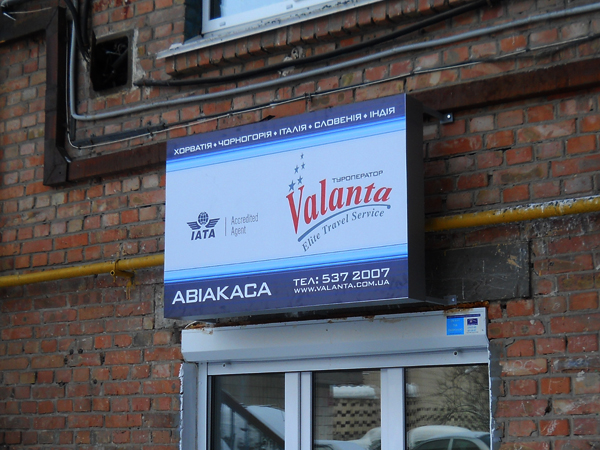 ХОРВАТІЯ ♦ ЧОРНОГОРІЯ ♦ ІТАЛІЯ ♦ СЛОВЕНІЯ ♦ ІНДІЯ
ТУРОПЕРАТОР
Valanta
Elite Travel Service
IATA
Accredited
Agent
АВІАКАСА
ТЕЛ: 537 2007
WWW.VALANTA.COM.UA